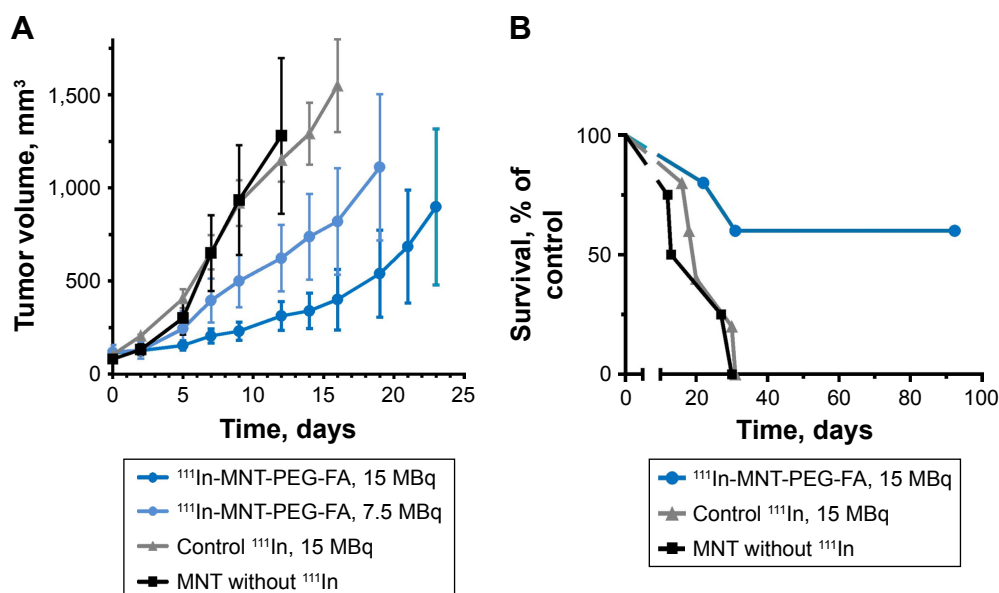 A
Tumor volume, mm³
1,500
1,000
500
0
0 5 10 15 20 25
Time, days
¹¹¹In-MNT-PEG-FA, 15 MBq
¹¹¹In-MNT-PEG-FA, 7.5 MBq
Control ¹¹¹In, 15 MBq
MNT without ¹¹¹In
B
Survival, % of
control
100
50
0
0 20 40 60 80 100
Time, days
¹¹¹In-MNT-PEG-FA, 15 MBq
Control ¹¹¹In, 15 MBq
MNT without ¹¹¹In